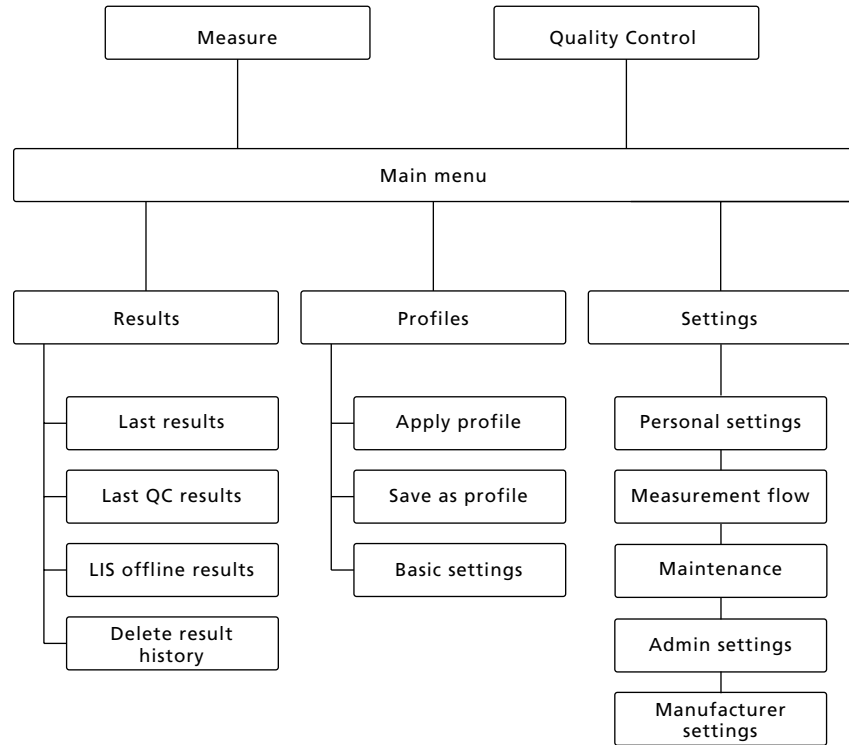 Measure
Quality Control
Main menu
Results
Profiles
Settings
Last results
Apply profile
Personal settings
Last QC results
Save as profile
Measurement flow
LIS offline results
Basic settings
Maintenance
Delete result
history
Admin settings
Manufacturer
settings